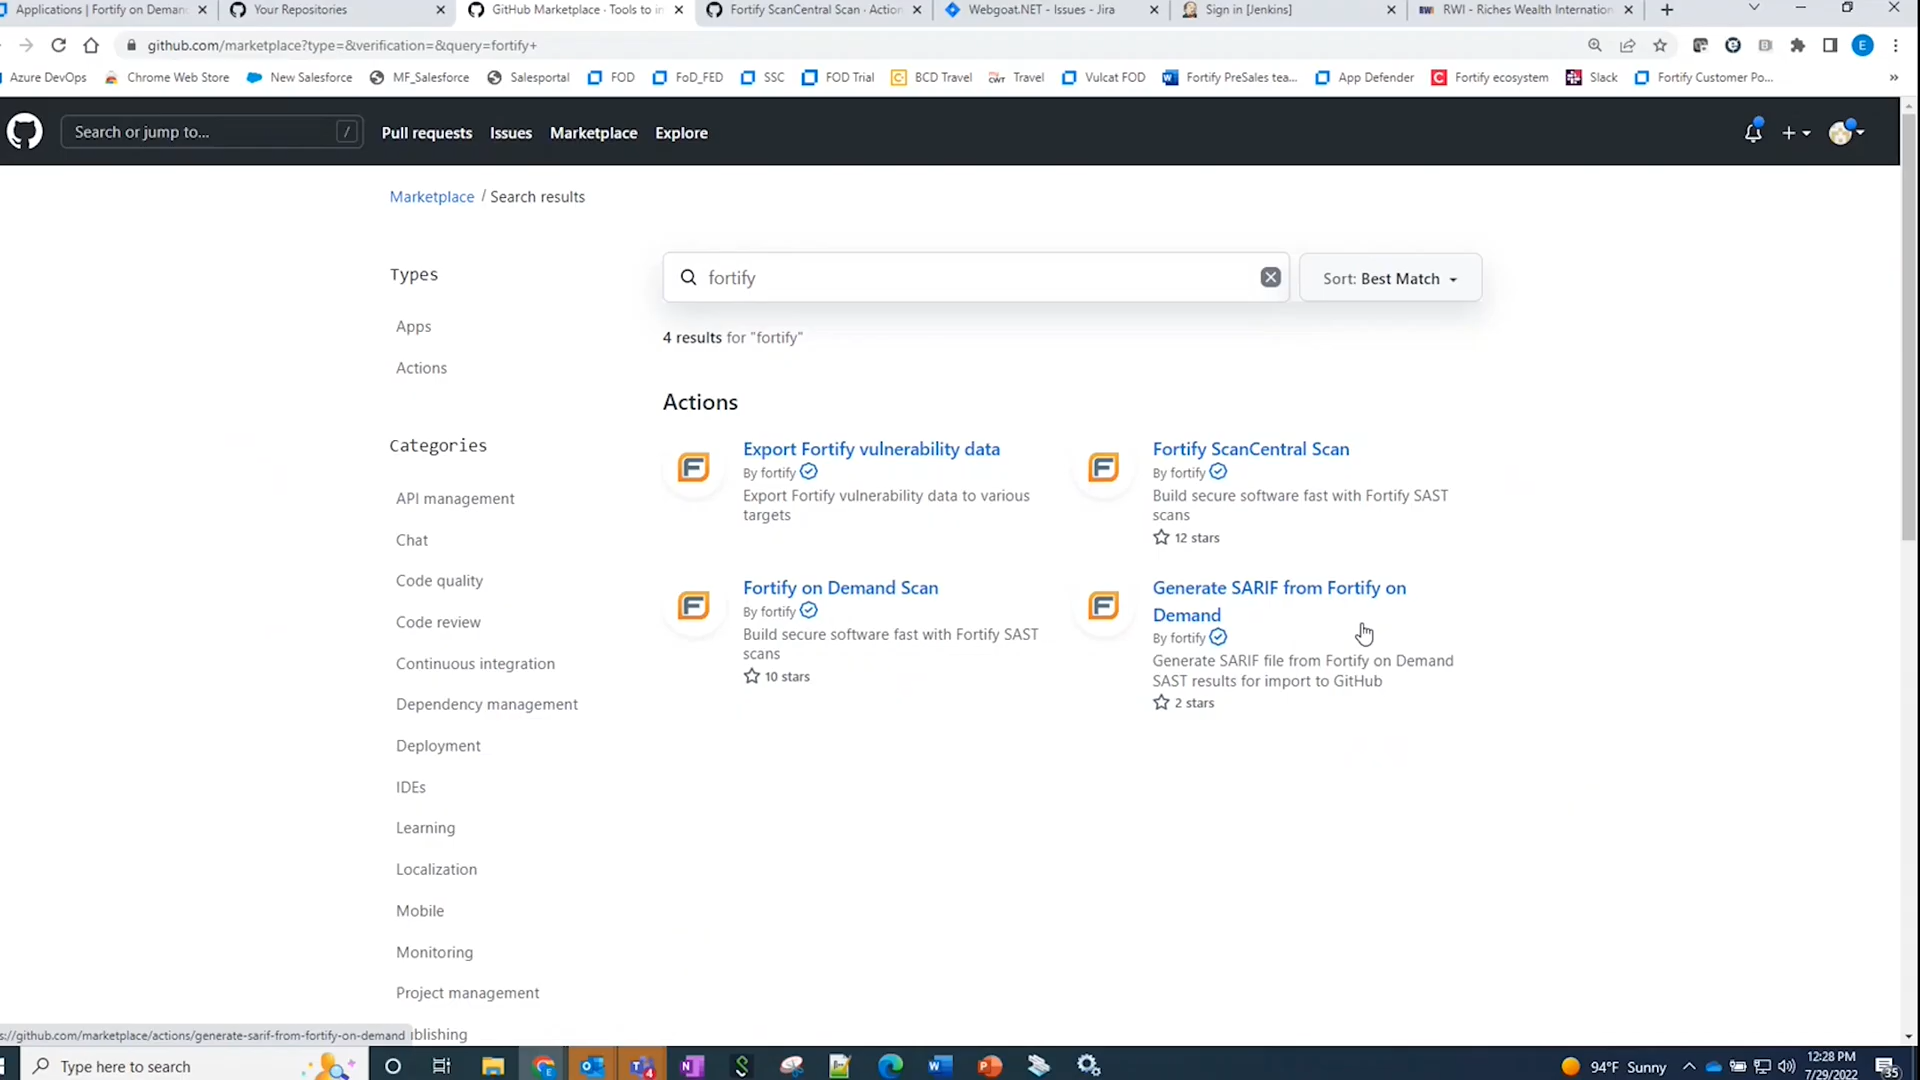 Applications | Fortify on Deman
Your Repositories
GitHub Marketplace · Tools to i
Fortify ScanCentral Scan · Action
Webgoat.NET - Issues - Jira
Sign in [Jenkins]
RWI - Riches Wealth Internation
github.com/marketplace?type=&verification=&query=fortify+
E
Azure DevOps
Chrome Web Store
New Salesforce
MF_Salesforce
Salesportal
FOD
FoD_FED
SSC
FOD Trial
BCD Travel
Travel
Vulcat FOD
Fortify PreSales tea...
App Defender
Fortify ecosystem
Slack
Fortify Customer Po...
»
Search or jump to...
/
Pull requests
Issues
Marketplace
Explore
Marketplace / Search results
Types
Apps
Actions
Categories
API management
Chat
Code quality
Code review
Continuous integration
Dependency management
Deployment
IDEs
Learning
Localization
Mobile
Monitoring
Project management
ublishing
fortify
Sort: Best Match
4 results for "fortify"
Actions
Export Fortify vulnerability data
By fortify
Export Fortify vulnerability data to various
targets
Fortify ScanCentral Scan
By fortify
Build secure software fast with Fortify SAST
scans
12 stars
Fortify on Demand Scan
By fortify
Build secure software fast with Fortify SAST
scans
10 stars
Generate SARIF from Fortify on
Demand
By fortify
Generate SARIF file from Fortify on Demand
SAST results for import to GitHub
2 stars
s://github.com/marketplace/actions/generate-sarif-from-fortify-on-demand
Type here to search
94°F Sunny
12:28 PM
7/29/2022
35